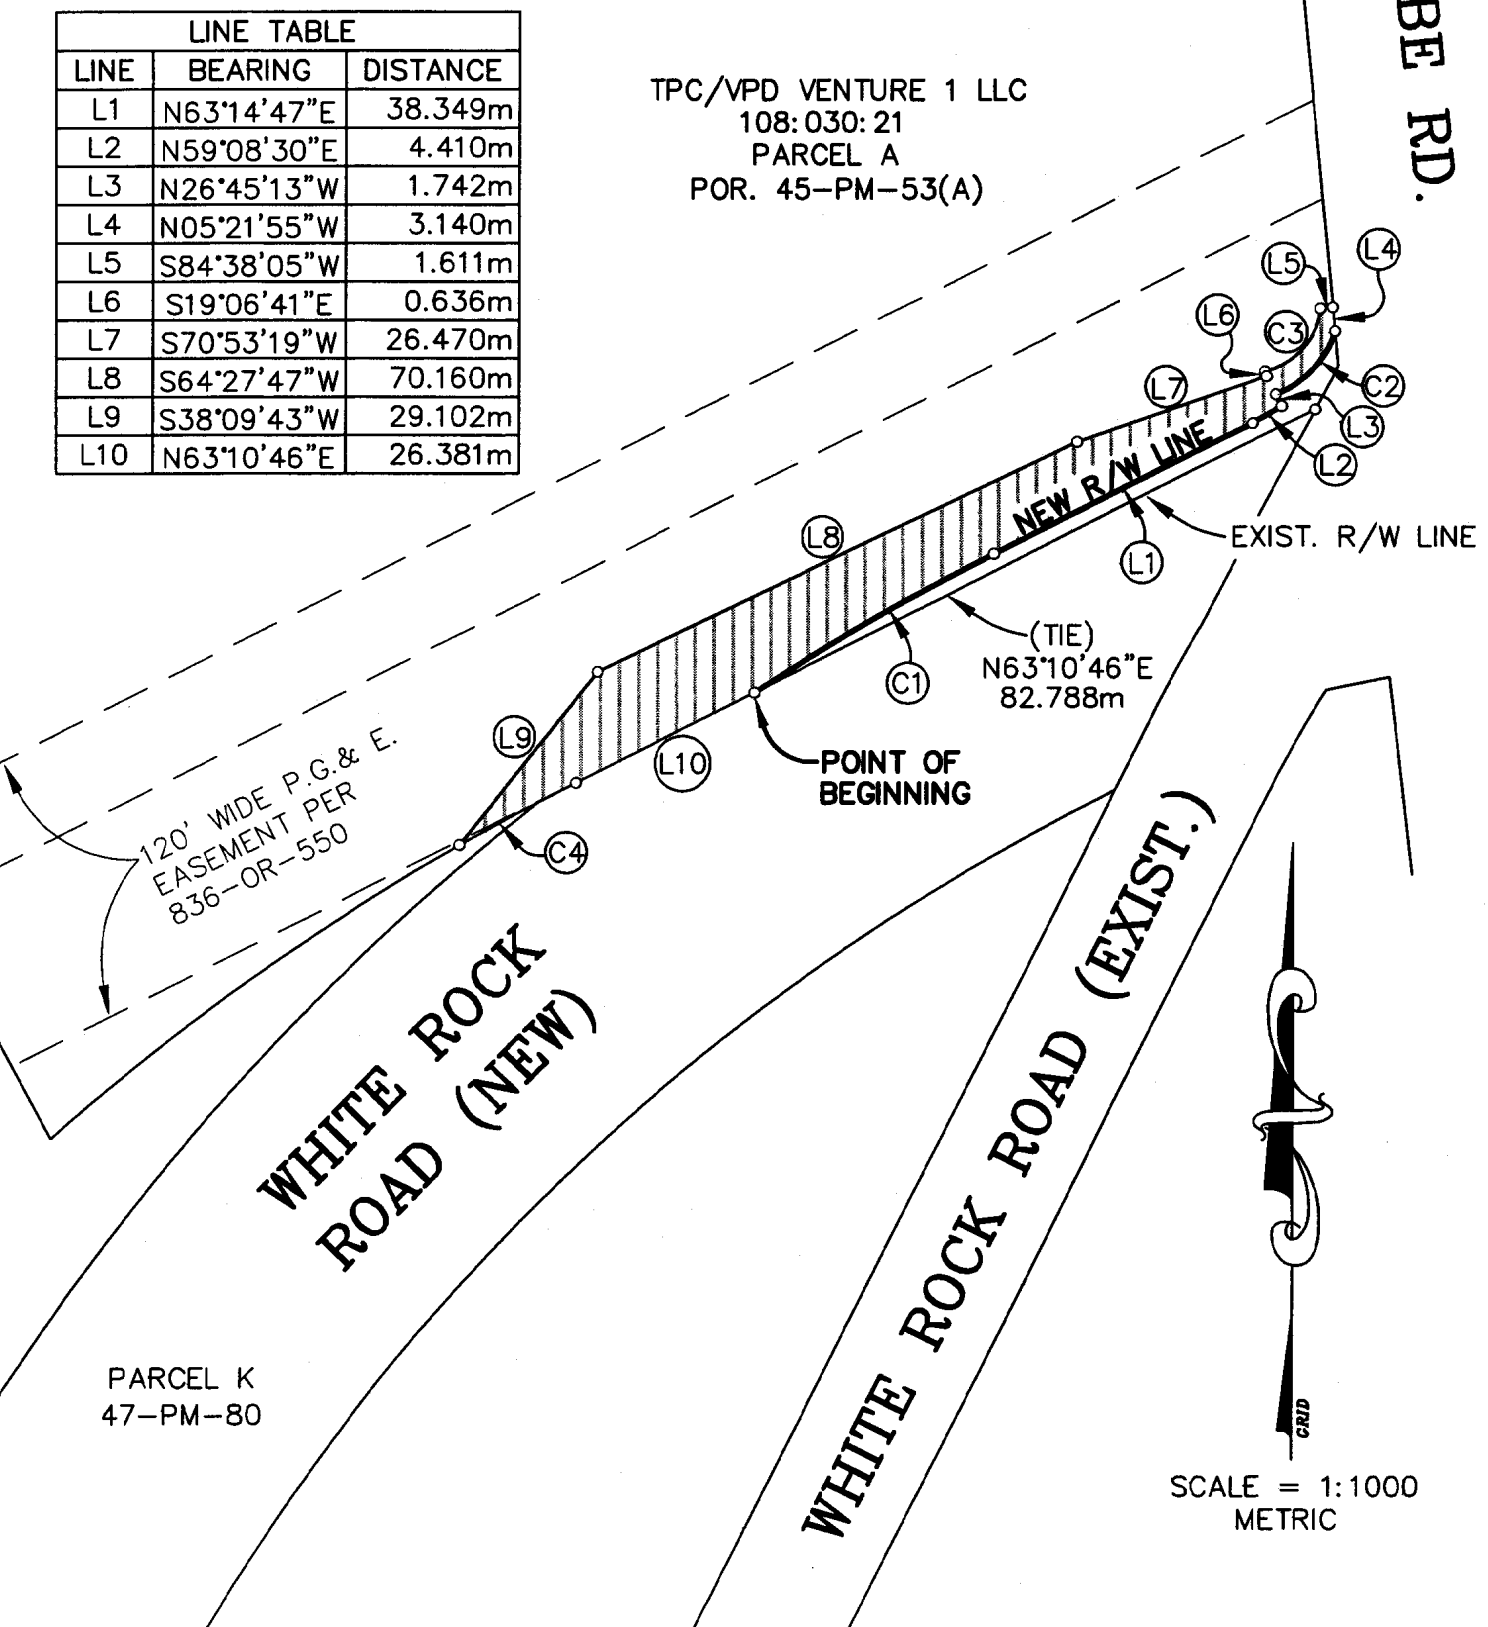 LINE TABLE
LINE BEARING DISTANCE
L1 N63°14'47"E 38.349m
L2 N59°08'30"E 4.410m
L3 N26°45'13"W 1.742m
L4 N05°21'55"W 3.140m
L5 S84°38'05"W 1.611m
L6 S19°06'41"E 0.636m
L7 S70°53'19"W 26.470m
L8 S64°27'47"W 70.160m
L9 S38°09'43"W 29.102m
L10 N63°10'46"E 26.381m
TPC/VPD VENTURE 1 LLC
108:030:21
PARCEL A
POR. 45-PM-53(A)
BE RD.
L5
L4
L6
C3
L7
C2
L3
L2
NEW R/W LINE
L8
EXIST. R/W LINE
L1
(TIE)
N63°10'46"E
82.788m
C1
L9
L10
POINT OF
BEGINNING
C4
120' WIDE P.G.& E.
EASEMENT PER
836-OR-550
WHITE ROCK
ROAD (NEW)
WHITE ROCK ROAD (EXIST.)
PARCEL K
47-PM-80
GRID
SCALE = 1:1000
METRIC